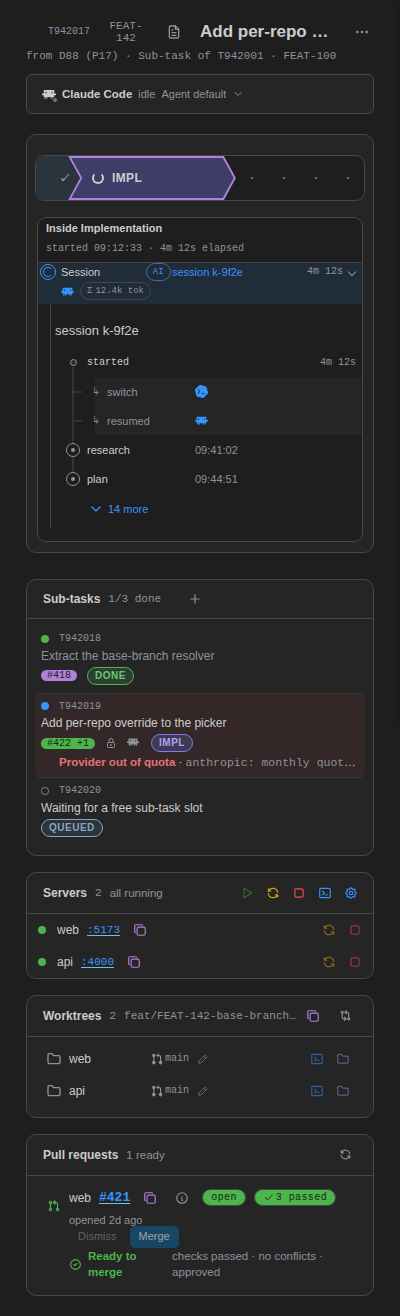 T942017 FEAT-142 Add per-repo …
from D88 (P17) · Sub-task of T942001 · FEAT-100
Claude Code idle Agent default
IMPL
Inside Implementation
started 09:12:33 · 4m 12s elapsed
Session AI session k-9f2e 4m 12s
Σ 12.4k tok
session k-9f2e
started 4m 12s
↳ switch
↳ resumed
research 09:41:02
plan 09:44:51
14 more
Sub-tasks 1/3 done
T942018
Extract the base-branch resolver
#418 DONE
T942019
Add per-repo override to the picker
#422 +1 IMPL
Provider out of quota · anthropic: monthly quot…
T942020
Waiting for a free sub-task slot
QUEUED
Servers 2 all running
web :5173
api :4000
Worktrees 2 feat/FEAT-142-base-branch…
web main
api main
Pull requests 1 ready
web #421 open 3 passed
opened 2d ago
Dismiss Merge
Ready to merge checks passed · no conflicts · approved